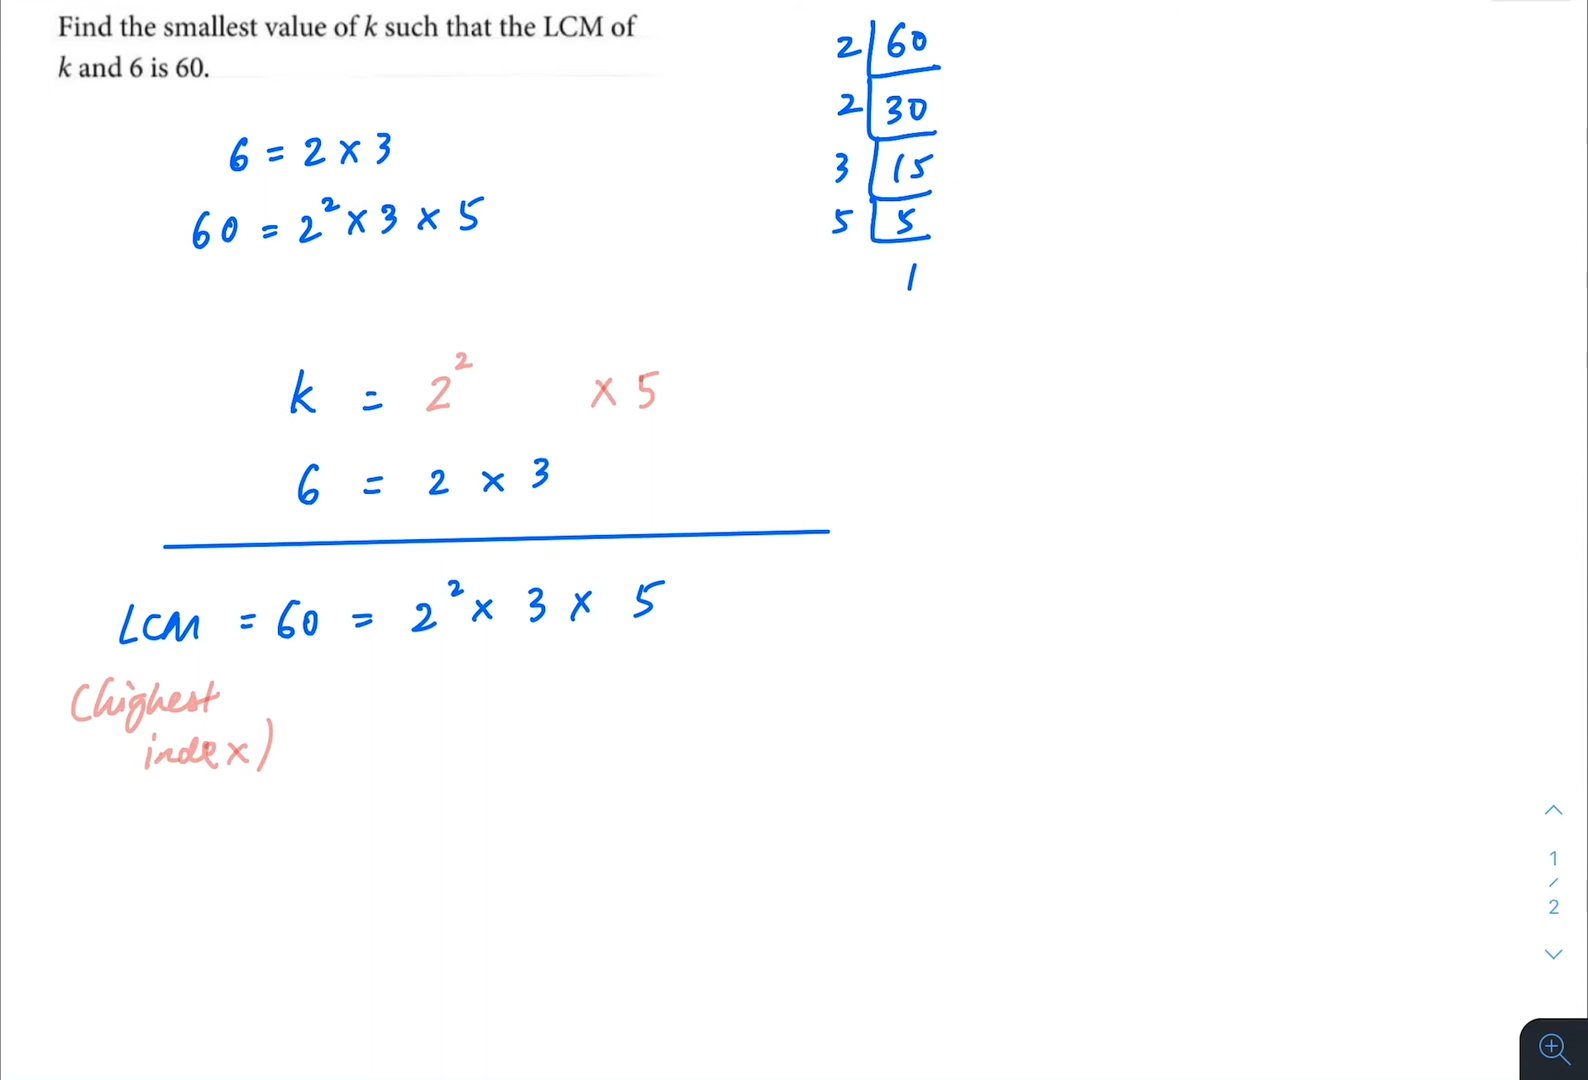 Find the smallest value of k such that the LCM of
k and 6 is 60.
6 = 2 × 3
60 = 2² × 3 × 5
2 | 60
2 | 30
3 | 15
5 | 5
1
k = 2² × 5
6 = 2 × 3
LCM = 60 = 2² × 3 × 5
(highest
index)
1
/
2